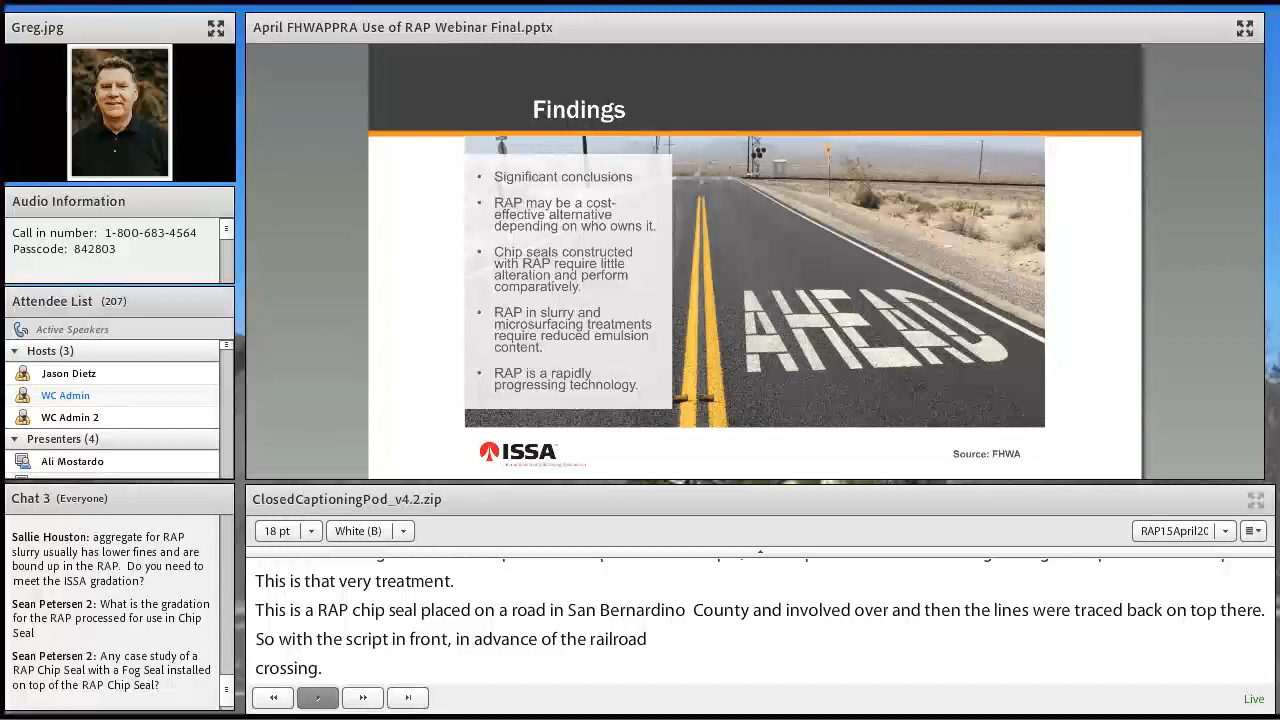 Greg.jpg
Audio Information
Call in number: 1-800-683-4564
Passcode: 842803
Attendee List (207)
Active Speakers
Hosts (3)
Jason Dietz
WC Admin
WC Admin 2
Presenters (4)
Ali Mostardo
Chat 3 (Everyone)
Sallie Houston: aggregate for RAP
slurry usually has lower fines and are
bound up in the RAP. Do you need to
meet the ISSA gradation?
Sean Petersen 2: What is the gradation
for the RAP processed for use in Chip
Seal
Sean Petersen 2: Any case study of a
RAP Chip Seal with a Fog Seal installed
on top of the RAP Chip Seal?
April FHWAPPRA Use of RAP Webinar Final.pptx
Findings
• Significant conclusions
• RAP may be a cost-
effective alternative
depending on who owns it.
• Chip seals constructed
with RAP require little
alteration and perform
comparatively.
• RAP in slurry and
microsurfacing treatments
require reduced emulsion
content.
• RAP is a rapidly
progressing technology.
AHEAD
ISSA
Source: FHWA
ClosedCaptioningPod_v4.2.zip
18 pt
White (B)
RAP15April20
This is that very treatment.
This is a RAP chip seal placed on a road in San Bernardino County and involved over and then the lines were traced back on top there.
So with the script in front, in advance of the railroad
crossing.
Live